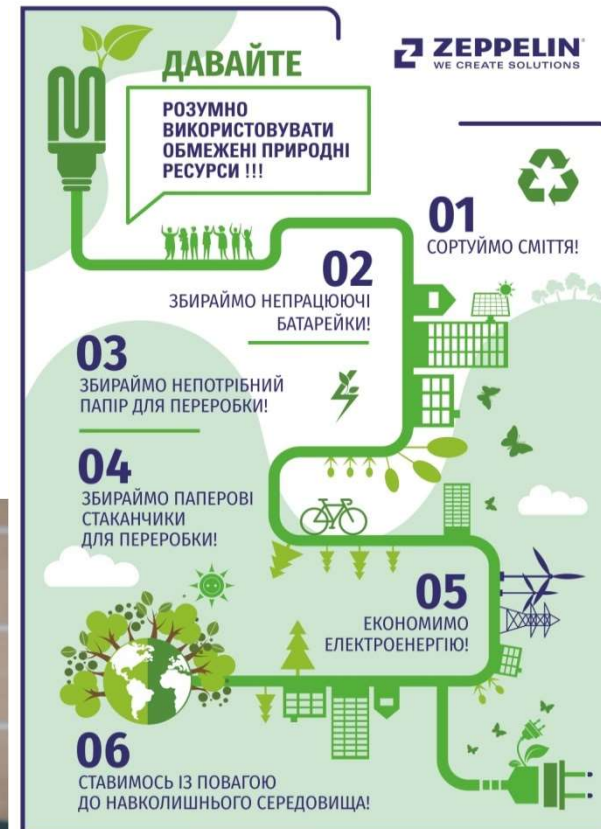 ZEPPELIN
WE CREATE SOLUTIONS
ДАВАЙТЕ
РОЗУМНО
ВИКОРИСТОВУВАТИ
ОБМЕЖЕНІ ПРИРОДНІ
РЕСУРСИ !!!
01
СОРТУЙМО СМІТТЯ!
02
ЗБИРАЙМО НЕПРАЦЮЮЧІ
БАТАРЕЙКИ!
03
ЗБИРАЙМО НЕПОТРІБНИЙ
ПАПІР ДЛЯ ПЕРЕРОБКИ!
04
ЗБИРАЙМО ПАПЕРОВІ
СТАКАНЧИКИ
ДЛЯ ПЕРЕРОБКИ!
05
ЕКОНОМИМО
ЕЛЕКТРОЕНЕРГІЮ!
06
СТАВИМОСЬ ІЗ ПОВАГОЮ
ДО НАВКОЛИШНЬОГО СЕРЕДОВИЩА!